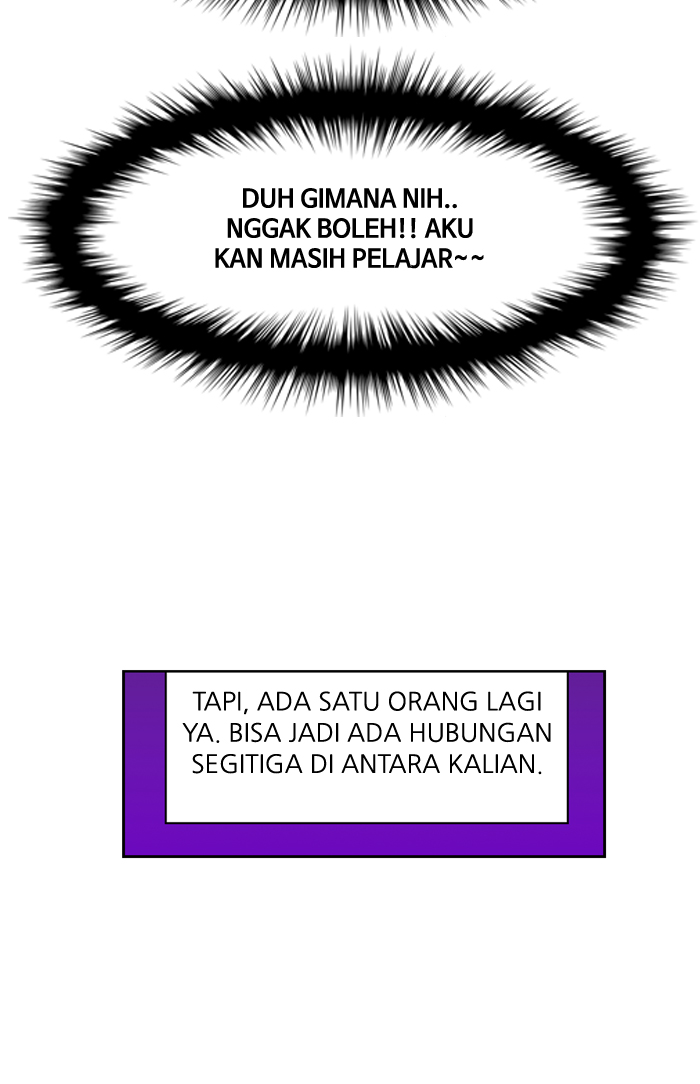 DUH GIMANA NIH..
NGGAK BOLEH!! AKU
KAN MASIH PELAJAR~~
TAPI, ADA SATU ORANG LAGI
YA. BISA JADI ADA HUBUNGAN
SEGITIGA DI ANTARA KALIAN.